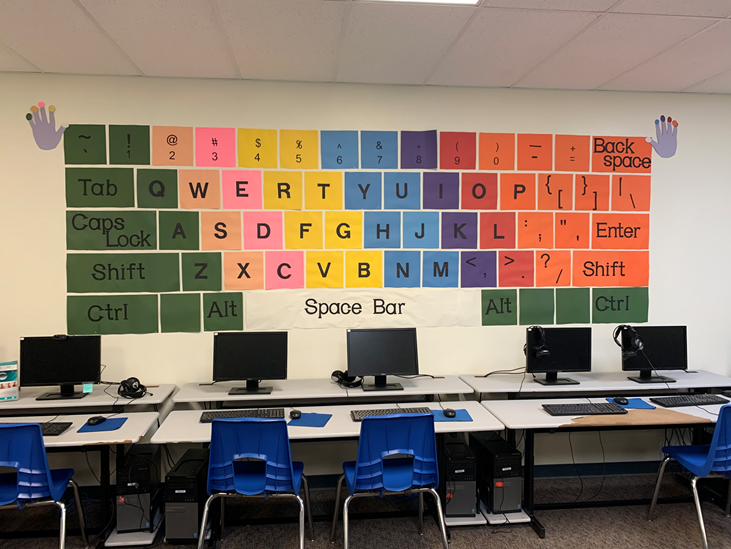 ~ ! @ # $ % ^ & * ( ) — + Back
` 1 2 3 4 5 6 7 8 9 0 - = space
Tab Q W E R T Y U I O P { [ } ] | \
Caps Lock A S D F G H J K L : ; " , Enter
Shift Z X C V B N M < , > . ? / Shift
Ctrl Alt Space Bar Alt Ctrl